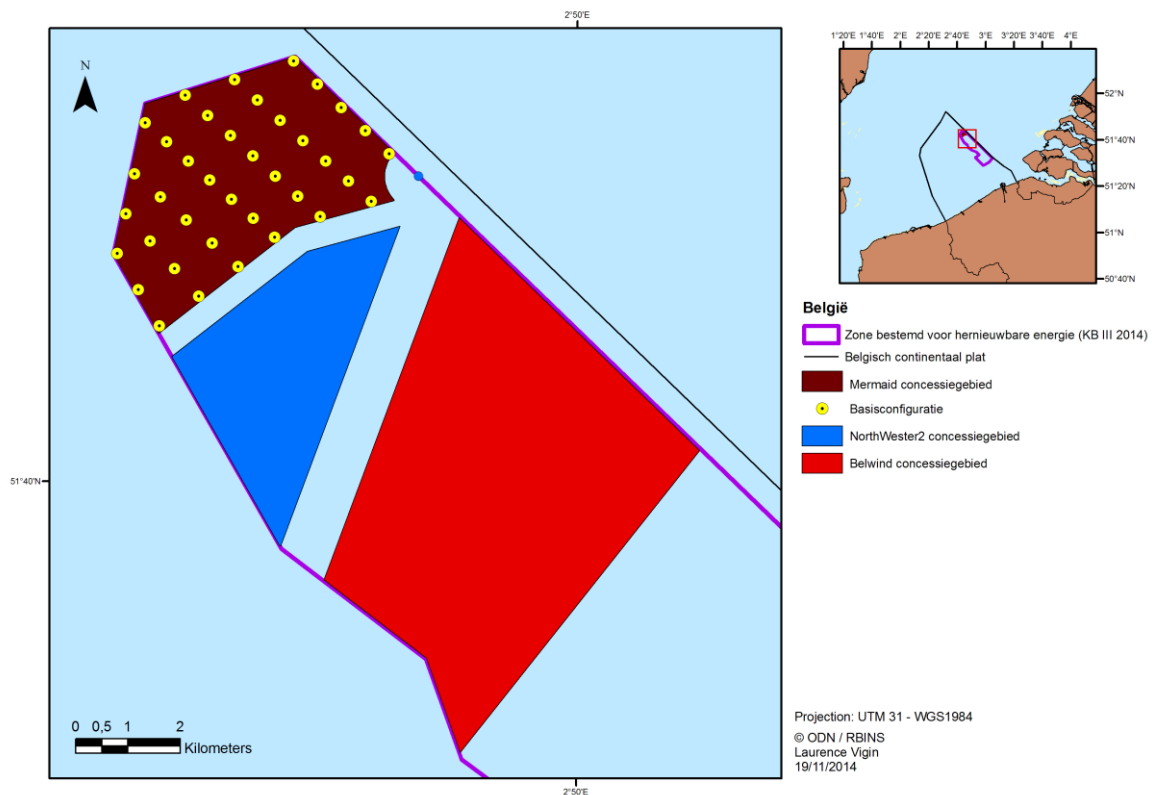 2°50'E
N
51°40'N
0 0,5 1 2
Kilometers
2°50'E
1°20'E 1°40'E 2°E 2°20'E 2°40'E 3°E 3°20'E 3°40'E 4°E
52°N
51°40'N
51°20'N
51°N
50°40'N
België
Zone bestemd voor hernieuwbare energie (KB III 2014)
Belgisch continentaal plat
Mermaid concessiegebied
Basisconfiguratie
NorthWester2 concessiegebied
Belwind concessiegebied
Projection: UTM 31 - WGS1984
© ODN / RBINS
Laurence Vigin
19/11/2014